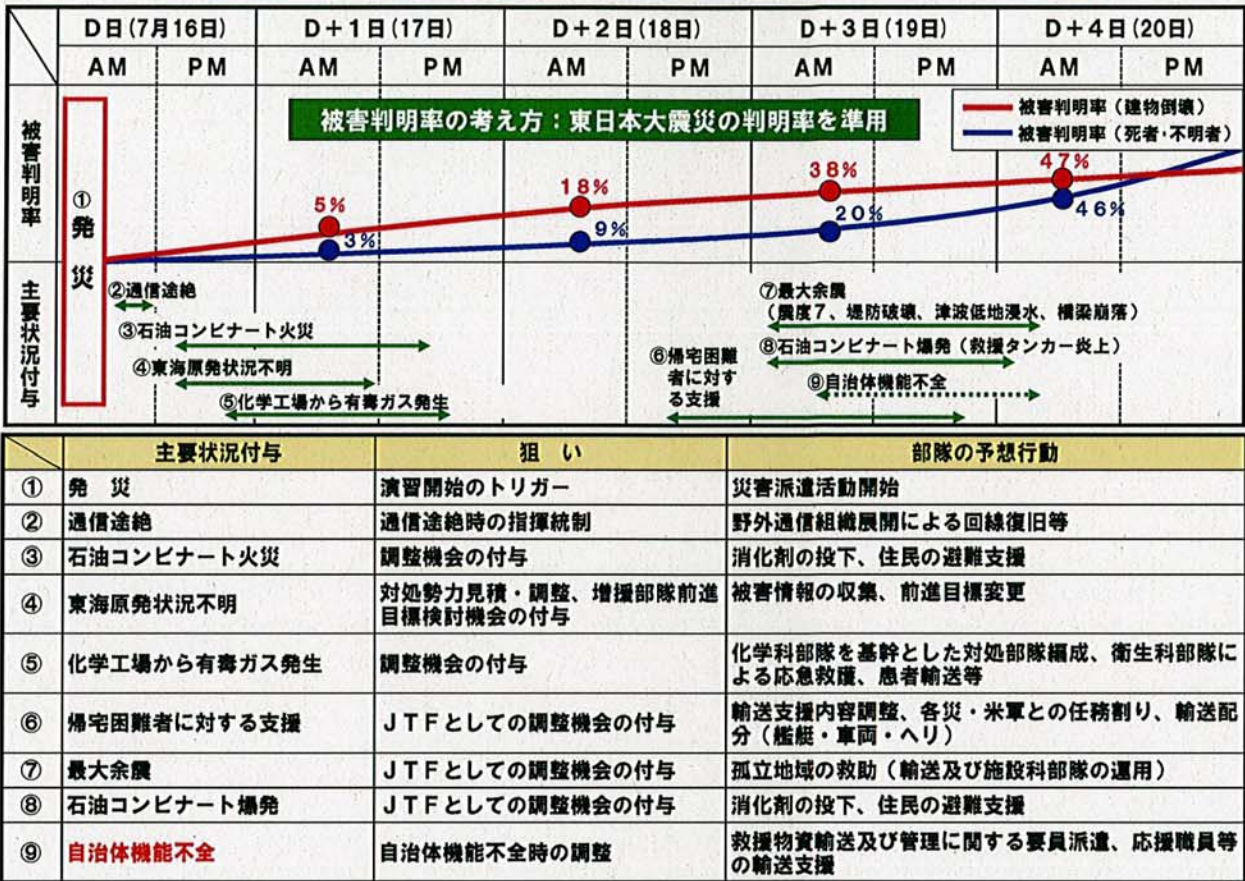 D日(7月16日) D+1日(17日) D+2日(18日) D+3日(19日) D+4日(20日)
AM PM AM PM AM PM AM PM AM PM
被害判明率
被害判明率の考え方：東日本大震災の判明率を準用
被害判明率（建物倒壊）
被害判明率（死者・不明者）
①発災
5% 18% 38% 47%
3% 9% 20% 46%
主要状況付与
②通信途絶
③石油コンビナート火災
④東海原発状況不明
⑤化学工場から有毒ガス発生
⑥帰宅困難
者に対す
る支援
⑦最大余震
（震度7、堤防破壊、津波低地浸水、橋梁崩落）
⑧石油コンビナート爆発（救援タンカー炎上）
⑨自治体機能不全
主要状況付与 狙い 部隊の予想行動
① 発 災 演習開始のトリガー 災害派遣活動開始
② 通信途絶 通信途絶時の指揮統制 野外通信組織展開による回線復旧等
③ 石油コンビナート火災 調整機会の付与 消化剤の投下、住民の避難支援
④ 東海原発状況不明 対処勢力見積・調整、増援部隊前進 被害情報の収集、前進目標変更
目標検討機会の付与
⑤ 化学工場から有毒ガス発生 調整機会の付与 化学科部隊を基幹とした対処部隊編成、衛生科部隊に
よる応急救護、患者輸送等
⑥ 帰宅困難者に対する支援 JTFとしての調整機会の付与 輸送支援内容調整、各災・米軍との任務割り、輸送配
分（艦艇・車両・ヘリ）
⑦ 最大余震 JTFとしての調整機会の付与 孤立地域の救助（輸送及び施設科部隊の運用）
⑧ 石油コンビナート爆発 JTFとしての調整機会の付与 消化剤の投下、住民の避難支援
⑨ 自治体機能不全 自治体機能不全時の調整 救援物資輸送及び管理に関する要員派遣、応援職員等
の輸送支援